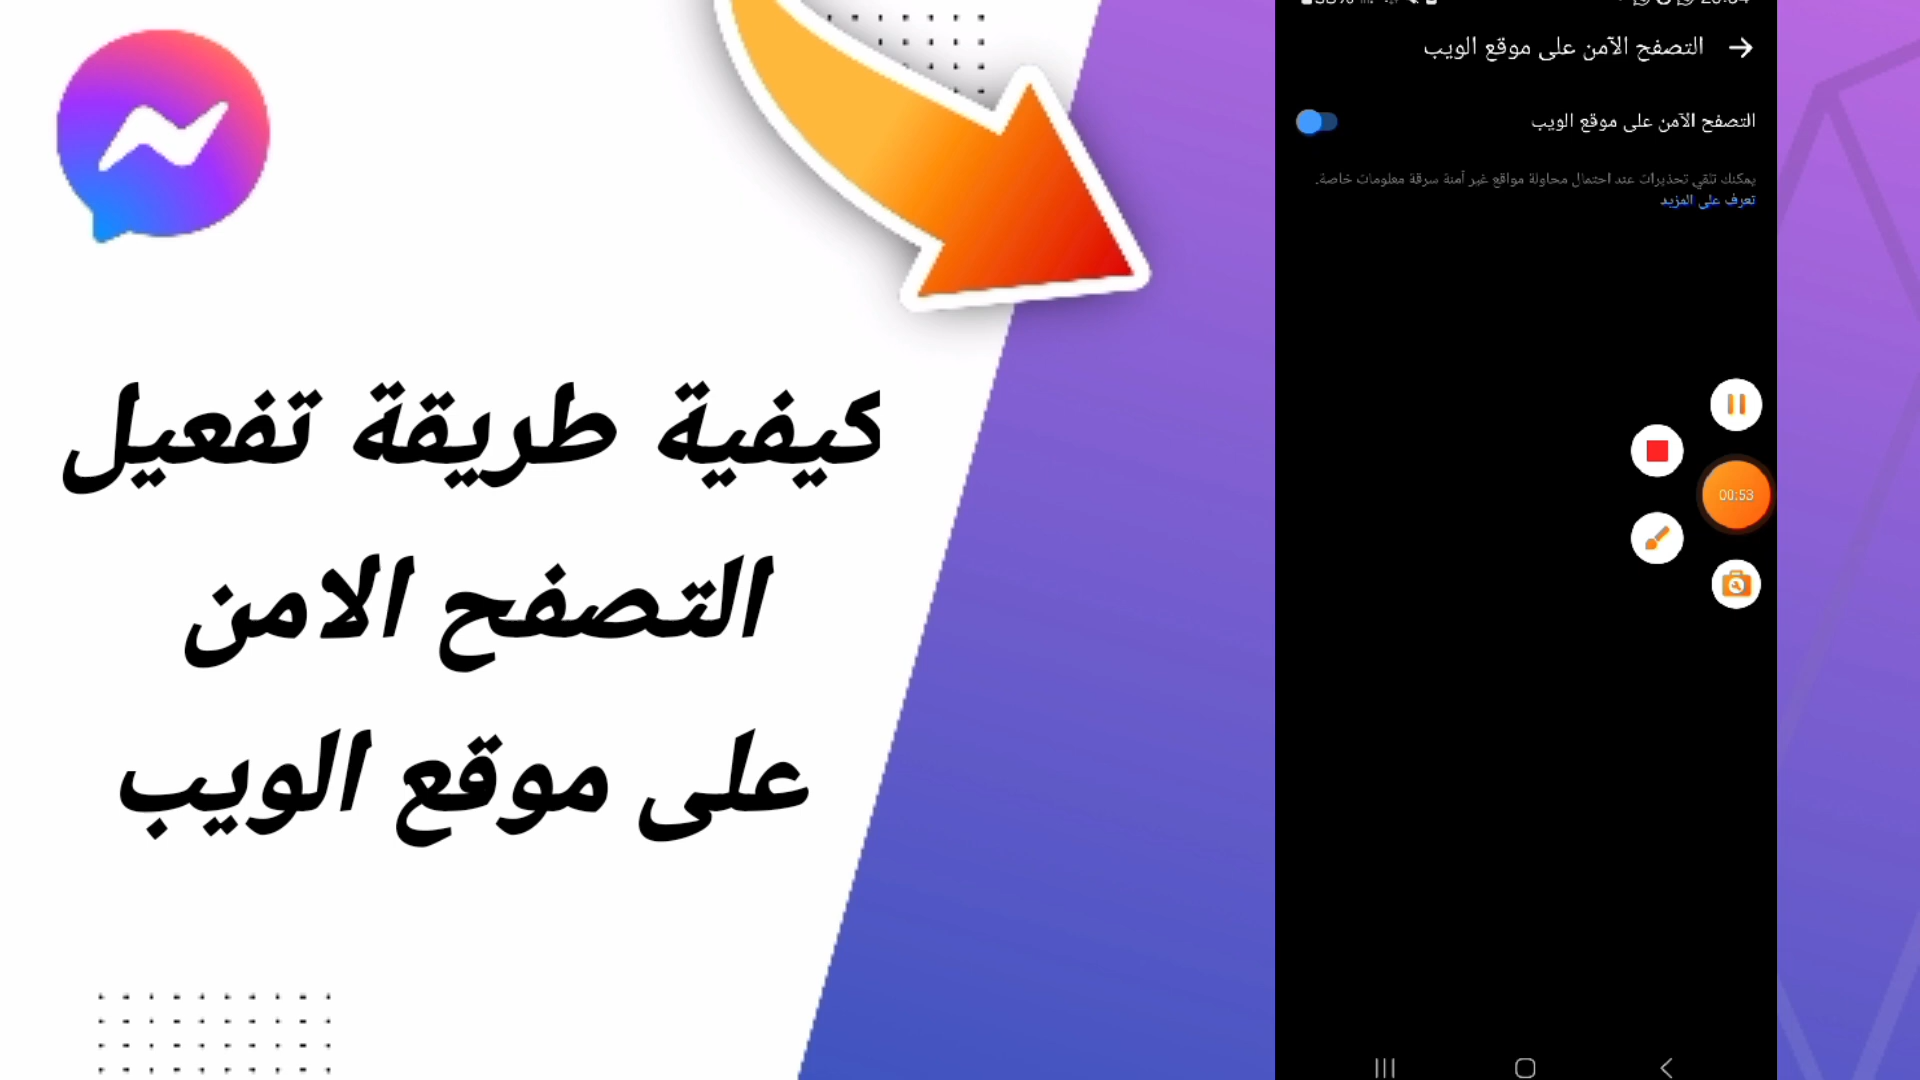 كيفية طريقة تفعيل
التصفح الامن
على موقع الويب
التصفح الآمن على موقع الويب
التصفح الآمن على موقع الويب
يمكنك تلقي تحذيرات عند احتمال محاولة مواقع غير آمنة سرقة معلومات خاصة.
تعرف على المزيد
00:53